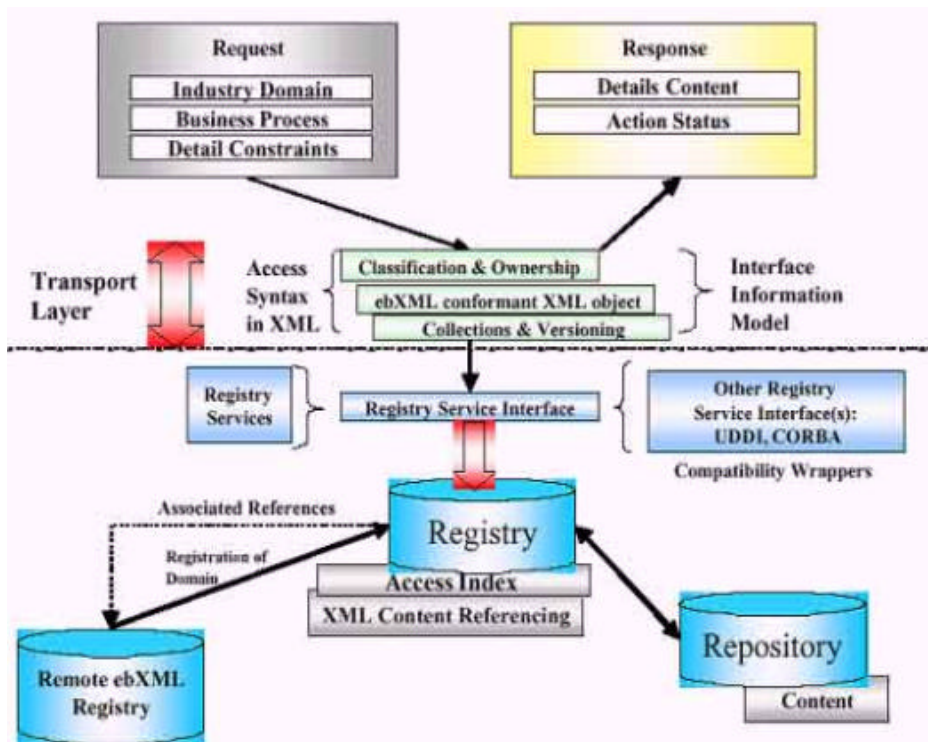 Request
Industry Domain
Business Process
Detail Constraints
Response
Details Content
Action Status
Transport
Layer
Access
Syntax
in XML
Classification & Ownership
ebXML conformant XML object
Collections & Versioning
Interface
Information
Model
Registry
Services
Registry Service Interface
Other Registry
Service Interface(s):
UDDI, CORBA
Compatibility Wrappers
Associated References
Registration of
Domain
Registry
Access Index
XML Content Referencing
Remote ebXML
Registry
Repository
Content